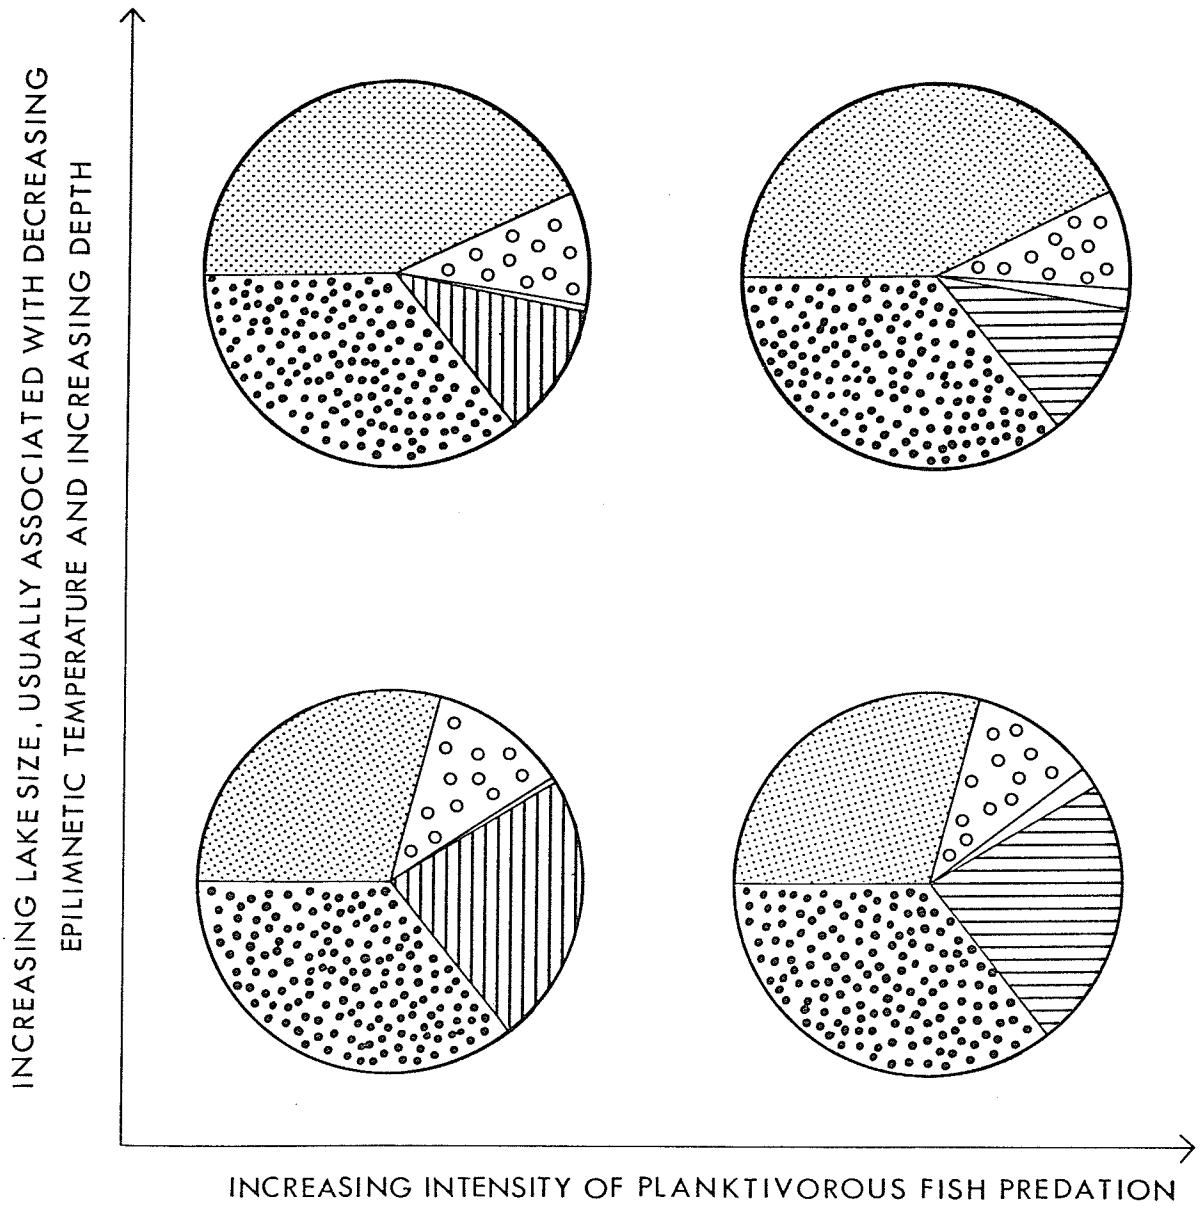 INCREASING LAKE SIZE, USUALLY ASSOCIATED WITH DECREASING
EPILIMNETIC TEMPERATURE AND INCREASING DEPTH
INCREASING INTENSITY OF PLANKTIVOROUS FISH PREDATION